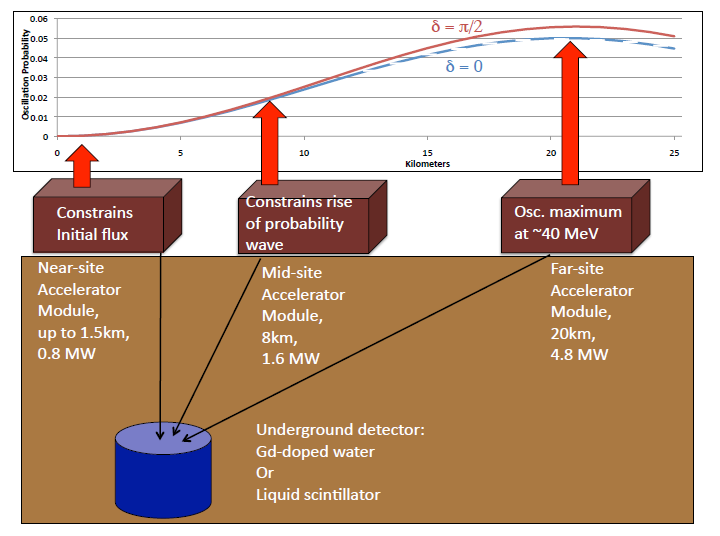 0.06
0.05
0.04
0.03
0.02
0.01
0
Oscillation Probability
δ = π/2
δ = 0
0
5
10
15
20
25
Kilometers
Constrains
Initial flux
Constrains rise
of probability
wave
Osc. maximum
at ~40 MeV
Near-site
Accelerator
Module,
up to 1.5km,
0.8 MW
Mid-site
Accelerator
Module,
8km,
1.6 MW
Far-site
Accelerator
Module,
20km,
4.8 MW
Underground detector:
Gd-doped water
Or
Liquid scintillator